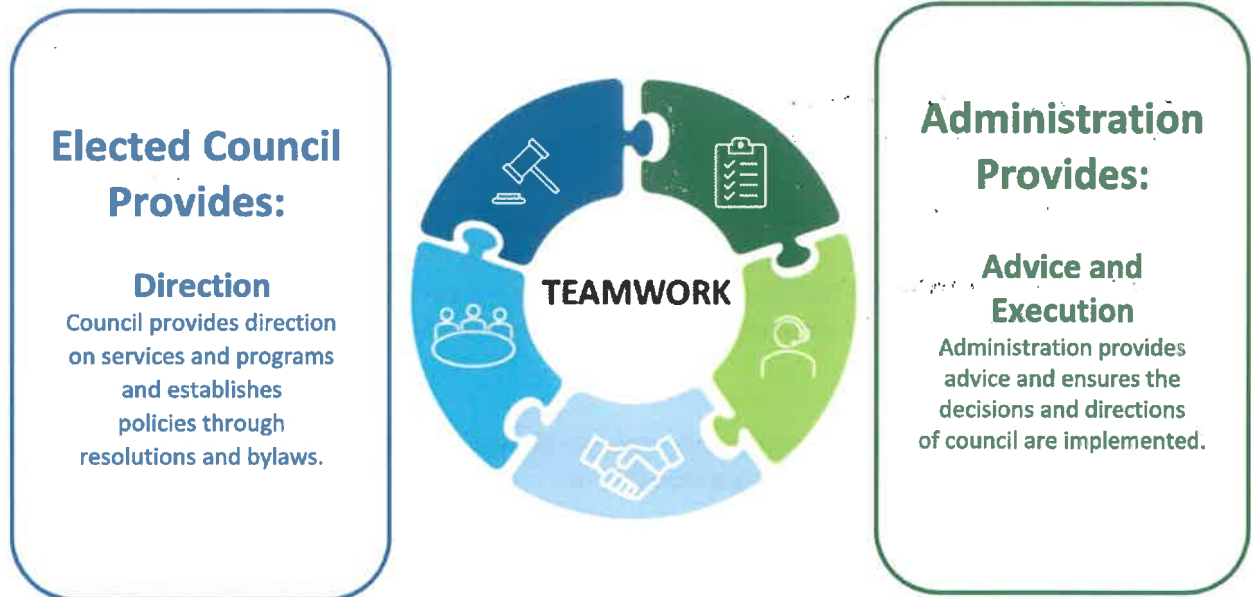 Elected Council
Provides:
Direction
Council provides direction
on services and programs
and establishes
policies through
resolutions and bylaws.
TEAMWORK
Administration
Provides:
Advice and
Execution
Administration provides
advice and ensures the
decisions and directions
of council are implemented.